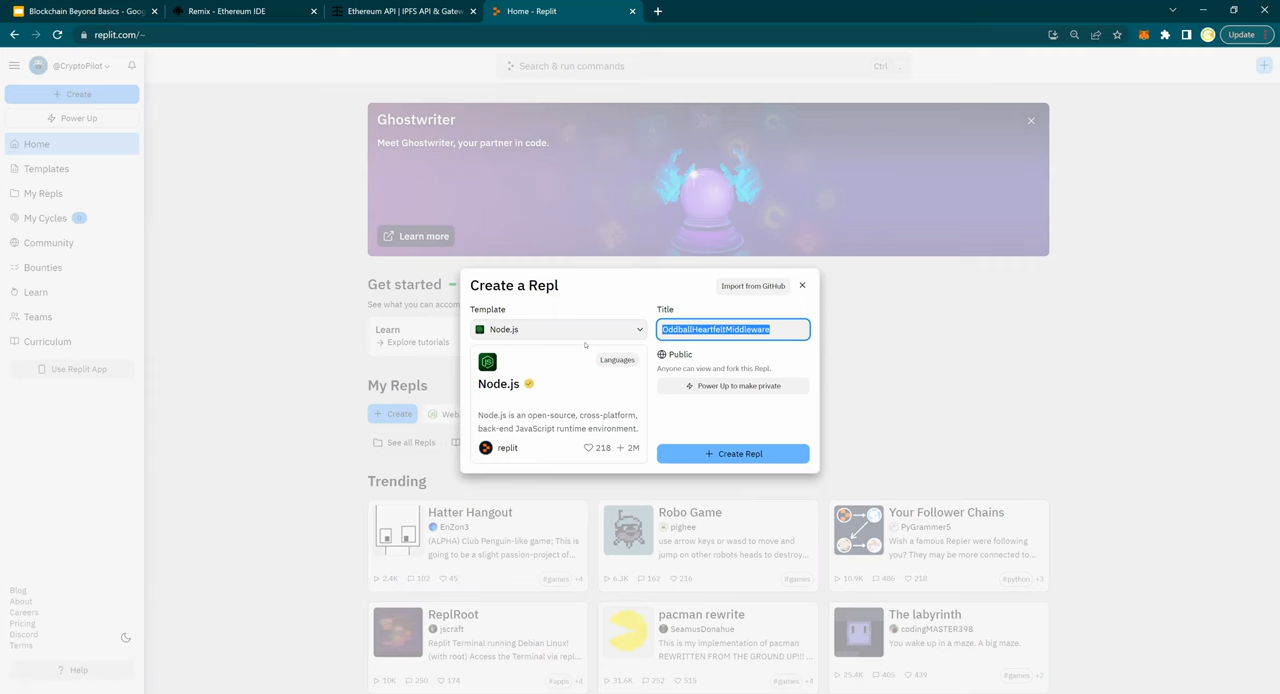 Blockchain Beyond Basics - Goog
Remix - Ethereum IDE
Ethereum API | IPFS API & Gatew
Home - Replit
replit.com/~
Update
@CryptoPilot
Search & run commands
Ctrl .
+ Create
Power Up
Home
Templates
My Repls
My Cycles 0
Community
Bounties
Learn
Teams
Curriculum
Use Replit App
Blog
About
Careers
Pricing
Discord
Terms
? Help
Ghostwriter
Meet Ghostwriter, your partner in code.
Learn more
Get started
See what you can accom
Learn
→ Explore tutorials
My Repls
+ Create
Web
See all Repls
Create a Repl
Import from GitHub
Template
Node.js
Languages
Node.js
Node.js is an open-source, cross-platform,
back-end JavaScript runtime environment.
replit
218 + 2M
Title
OddballHeartfeltMiddleware
Public
Anyone can view and fork this Repl.
Power Up to make private
+ Create Repl
Trending
Hatter Hangout
EnZon3
(ALPHA) Club Penguin-like game; This is
going to be a slight passion-project of...
2.4K 102 45
#games +4
Robo Game
pighee
use arrow keys or wasd to move and
jump on other robots heads to destroy...
6.3K 162 216
#games
Your Follower Chains
PyGrammer5
Wish a famous Repler were following
you? They may be more connected to...
10.9K 486 218
#python +3
ReplRoot
jscraft
Replit Terminal running Debian Linux!
(with root) Access the Terminal via repl...
10K 250 174
#apps +4
pacman rewrite
SeamusDonahue
This is my implementation of pacman
REWRITTEN FROM THE GROUND UP!!! ...
31.6K 252 515
#games +4
The labyrinth
codingMASTER398
You wake up in a maze. A big maze.
25.4K 405 439
#games +2